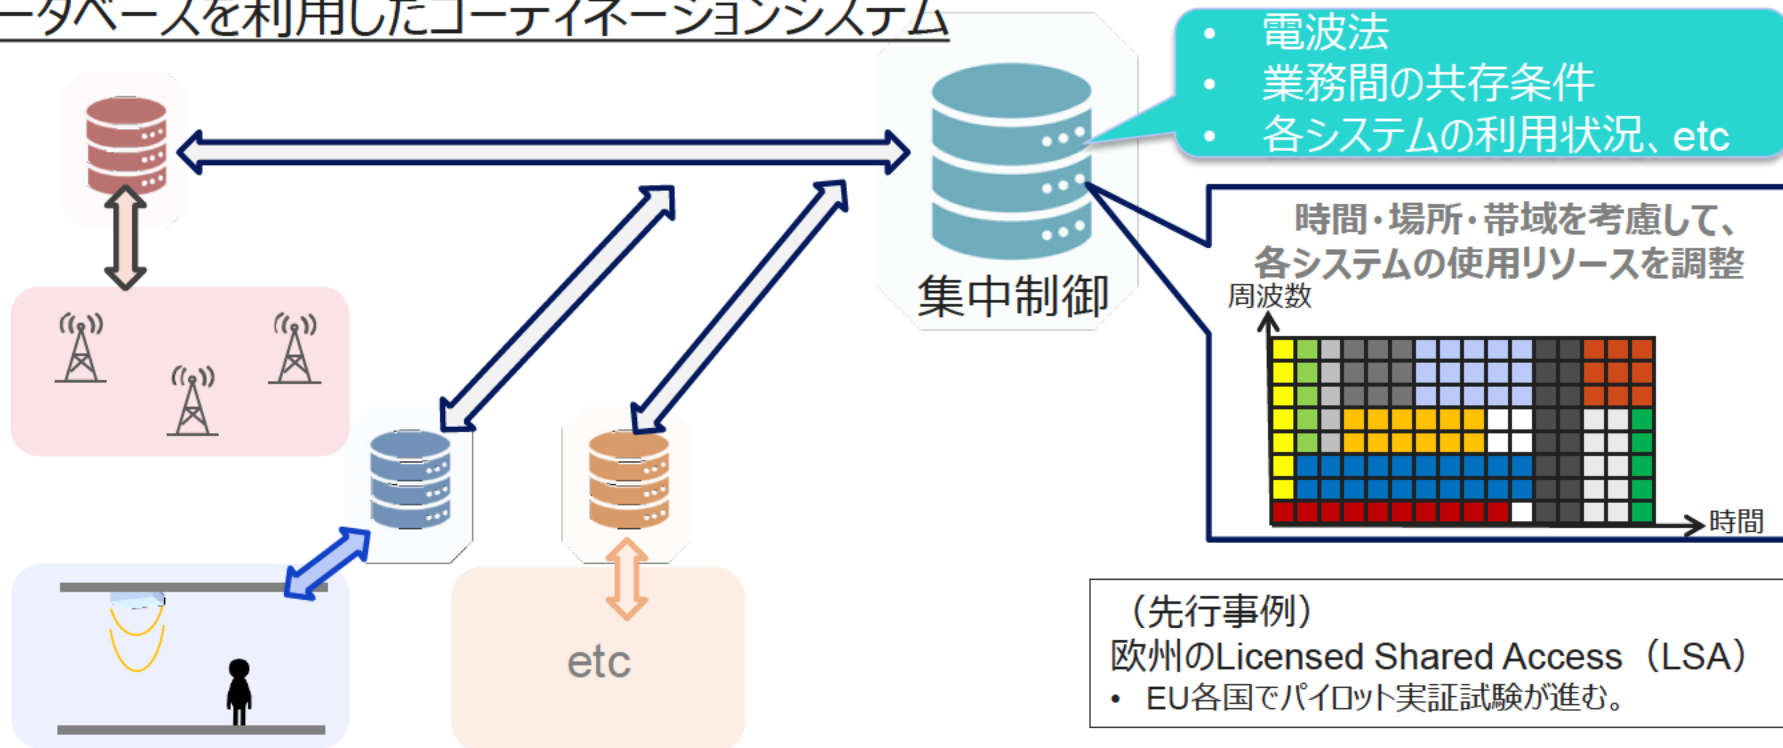 ータベースを利用したコーディネーションシステム
• 電波法
• 業務間の共存条件
• 各システムの利用状況、etc
集中制御
時間・場所・帯域を考慮して、
各システムの使用リソースを調整
周波数
時間
etc
（先行事例）
欧州のLicensed Shared Access（LSA）
• EU各国でパイロット実証試験が進む。